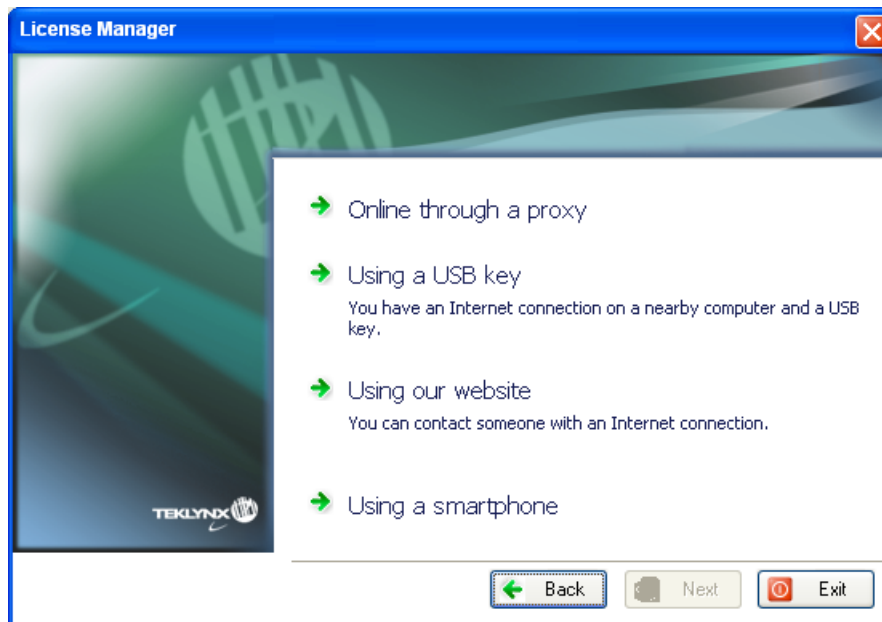 License Manager
Online through a proxy
Using a USB key
You have an Internet connection on a nearby computer and a USB
key.
Using our website
You can contact someone with an Internet connection.
TEKLYNX
Using a smartphone
Back
Next
Exit